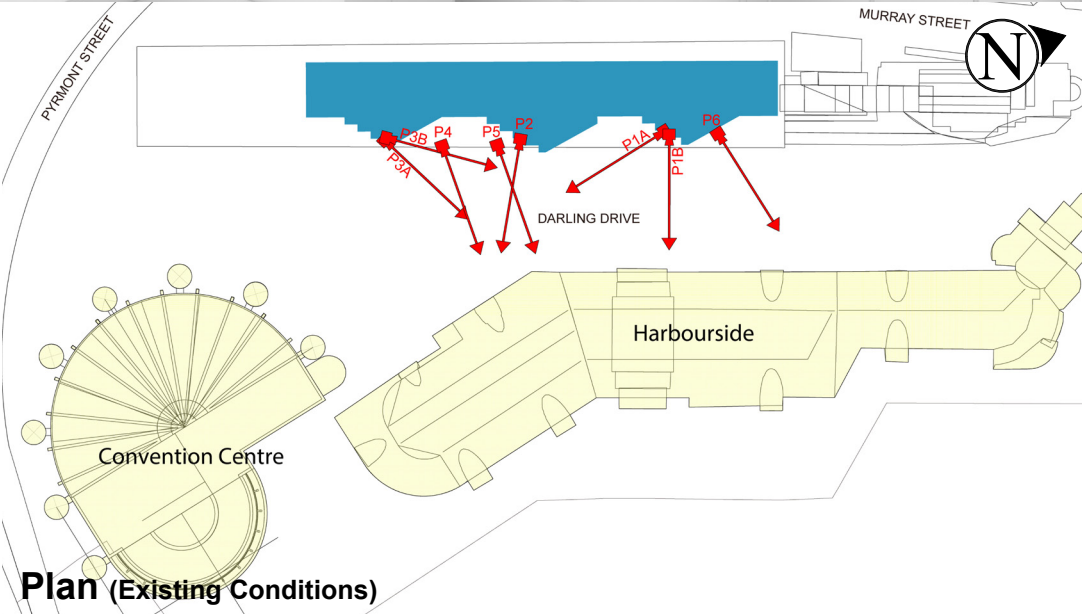 MURRAY STREET
PYRMONT STREET
N
P3B
P4
P5
P2
P1A
P1B
P6
P3A
DARLING DRIVE
Harbourside
Convention Centre
Plan (Existing Conditions)